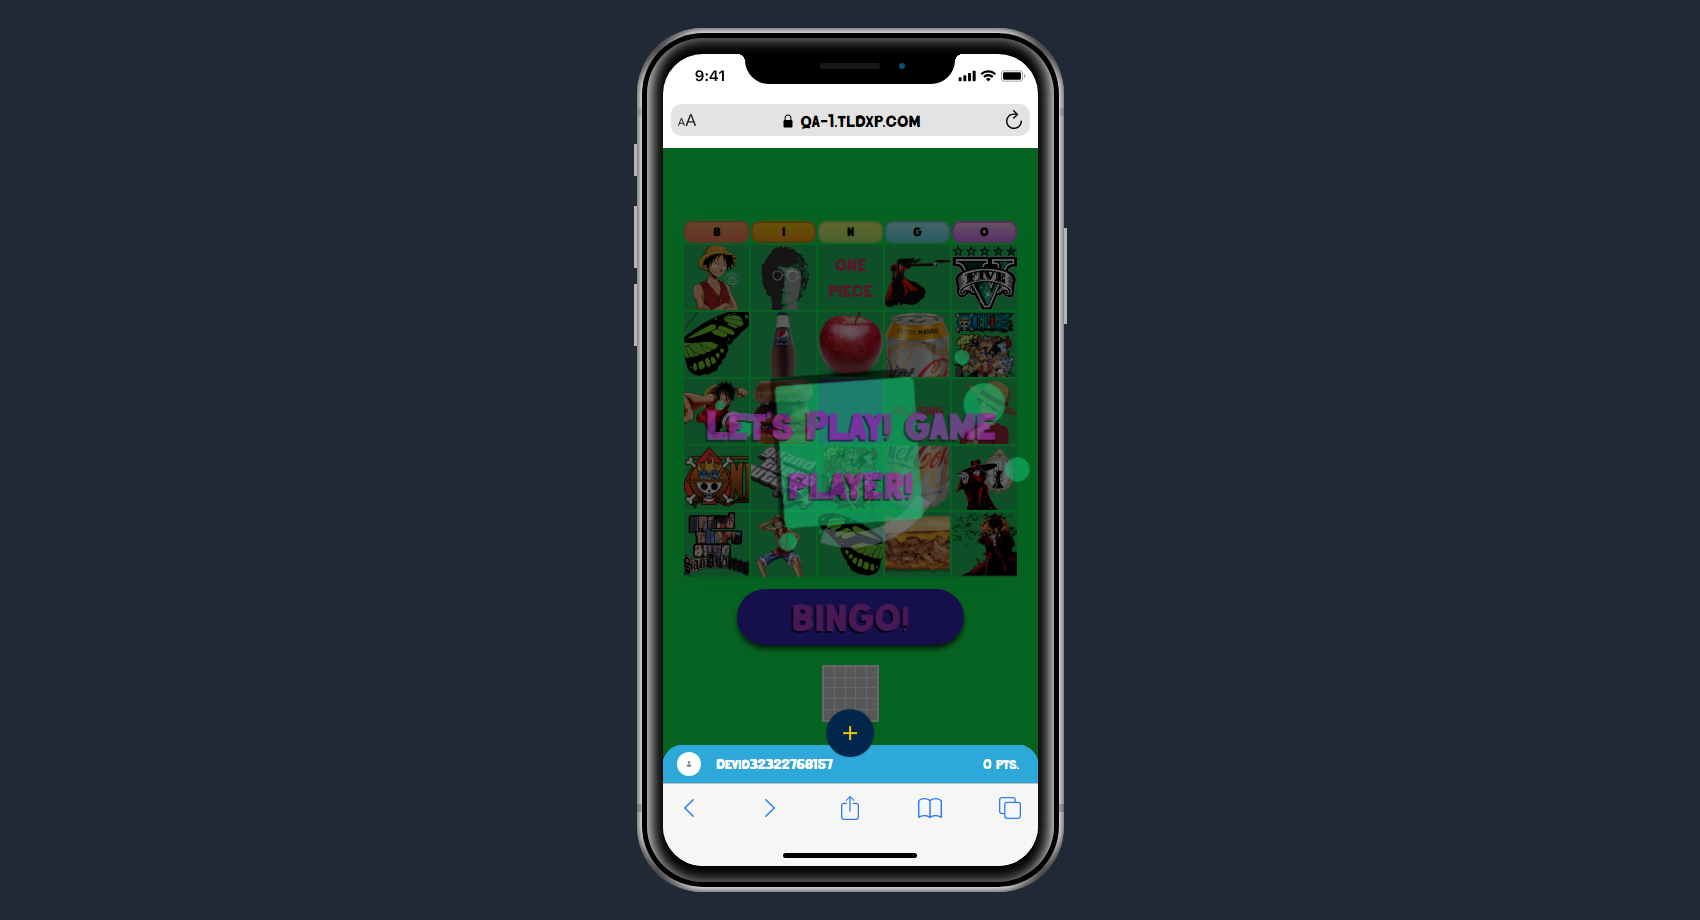 9:41
AA
QA-1.TLDXP.COM
B I N G O
ONE
PIECE
FIVE
LET'S PLAY! GAME
PLAYER!
BINGO!
+
DEVID32322768157
0 PTS.